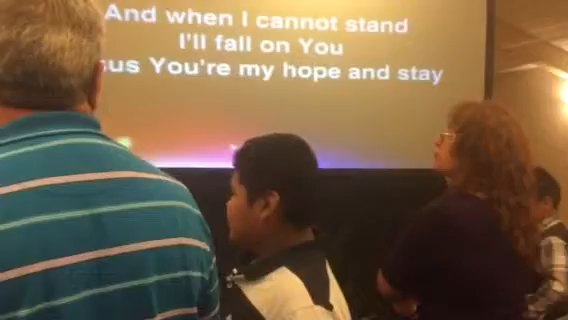 And when I cannot stand
I'll fall on You
You're my hope and stay